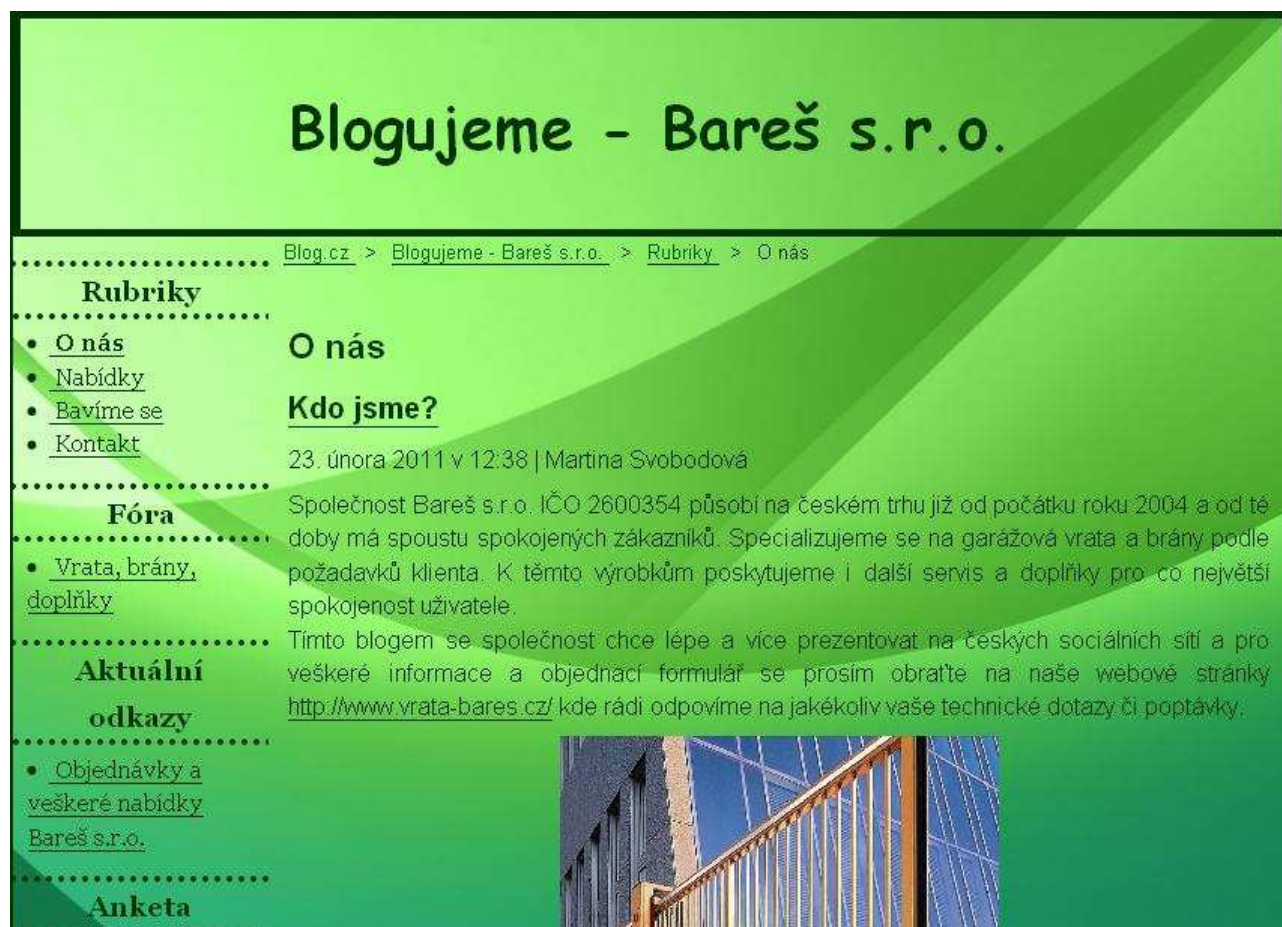 Blogujeme - Bareš s.r.o.
Blog.cz > Blogujeme - Bareš s.r.o. > Rubriky > O nás
Rubriky
• O nás
• Nabídky
• Bavíme se
• Kontakt
Fóra
• Vrata, brány,
doplňky
Aktuální
odkazy
• Objednávky a
veškeré nabídky
Bareš s.r.o.
Anketa
O nás
Kdo jsme?
23. února 2011 v 12:38 | Martina Svobodová
Společnost Bareš s.r.o. IČO 2600354 působí na českém trhu již od počátku roku 2004 a od té
doby má spoustu spokojených zákazníků. Specializujeme se na garážová vrata a brány podle
požadavků klienta. K těmto výrobkům poskytujeme i další servis a doplňky pro co největší
spokojenost uživatele.
Tímto blogem se společnost chce lépe a více prezentovat na českých sociálních sítí a pro
veškeré informace a objednací formulář se prosím obraťte na naše webové stránky
http://www.vrata-bares.cz/ kde rádi odpovíme na jakékoliv vaše technické dotazy či poptávky.